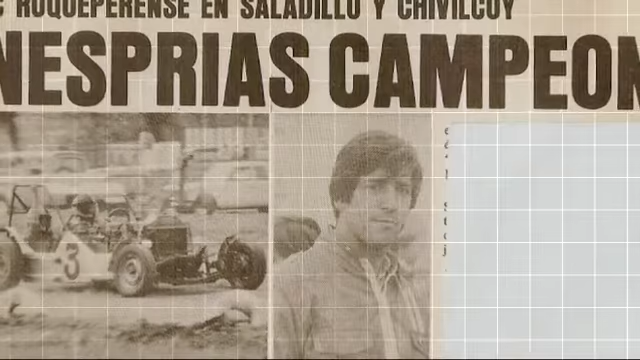 ROQUEPERENSE EN SALADILLO Y CHIVILCOY
NESPRIAS CAMPEON
3